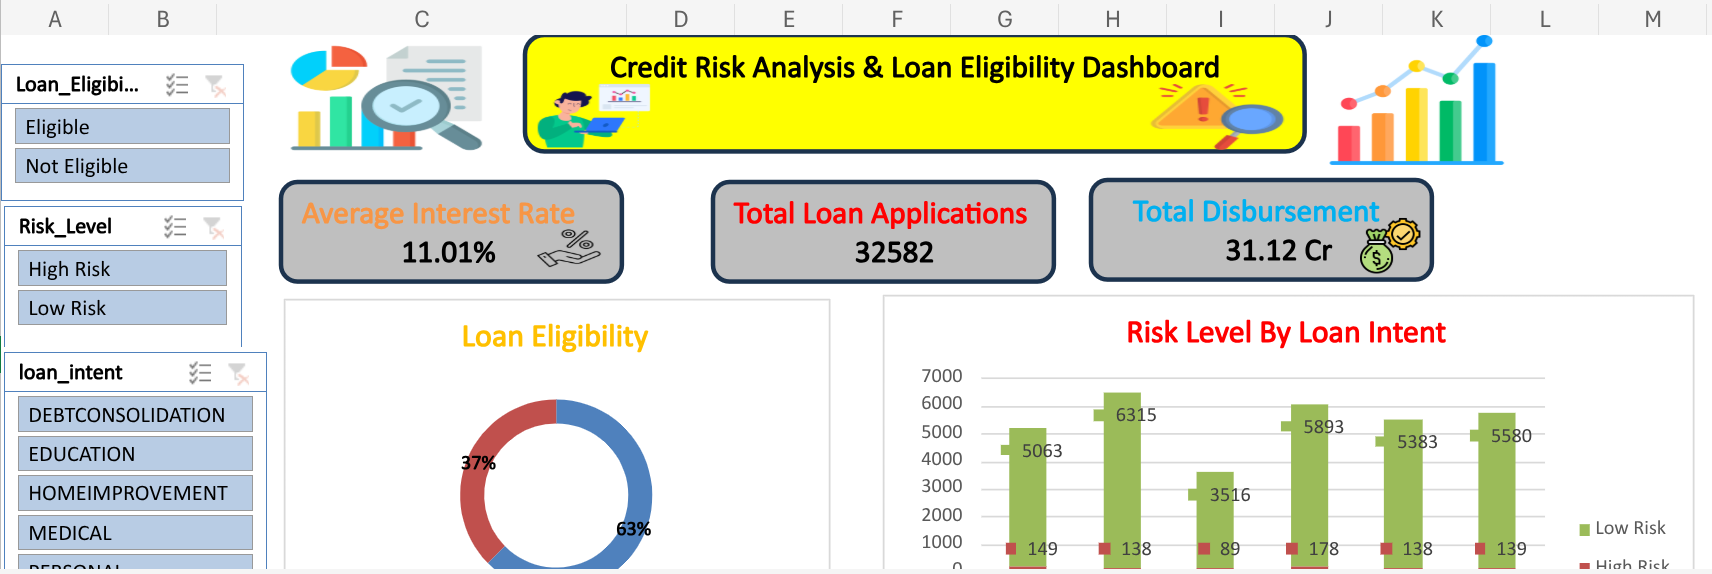 A B C D E F G H I J K L M
Credit Risk Analysis & Loan Eligibility Dashboard
Loan_Eligibi...
Eligible
Not Eligible
Risk_Level
High Risk
Low Risk
loan_intent
DEBTCONSOLIDATION
EDUCATION
HOMEIMPROVEMENT
MEDICAL
PERSONAL
Average Interest Rate
11.01%
Total Loan Applications
32582
Total Disbursement
31.12 Cr
Loan Eligibility
37%
63%
Risk Level By Loan Intent
7000
6000
5000
4000
3000
2000
1000
0
5063 6315 3516 5893 5383 5580
149 138 89 178 138 139
Low Risk
High Risk